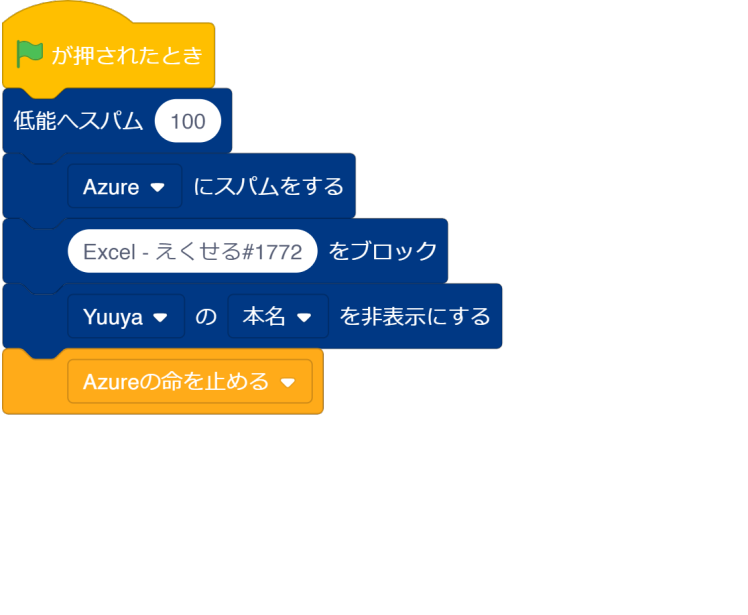 が押されたとき
低能へスパム 100
Azure にスパムをする
Excel - えくせる#1772 をブロック
Yuuya の 本名 を非表示にする
Azureの命を止める